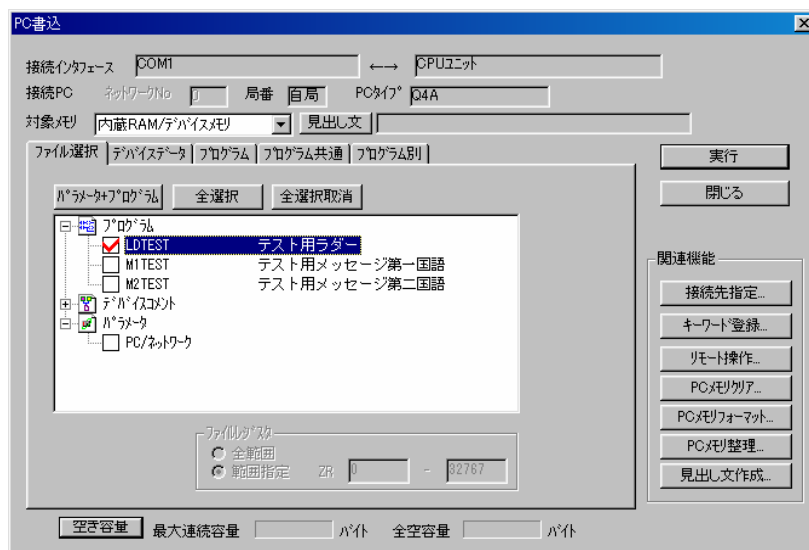 PC書込
接続インタフェース COM1 ←→ CPUユニット
接続PC ネットワークNo 0 局番 自局 PCタイプ Q4A
対象メモリ 内蔵RAM/デバイスメモリ 見出し文
ファイル選択 デバイスデータ プログラム プログラム共通 プログラム別
パラメータ+プログラム 全選択 全選択取消
プログラム
LDTEST テスト用ラダー
M1TEST テスト用メッセージ第一国語
M2TEST テスト用メッセージ第二国語
デバイスコメント
パラメータ
PC/ネットワーク
ファイルレジスタ
全範囲
範囲指定 ZR 0 - 32767
空き容量 最大連続容量 バイト 全空容量 バイト
実行
閉じる
関連機能
接続先指定...
キーワード登録...
リモート操作...
PCメモリクリア...
PCメモリフォーマット...
PCメモリ整理...
見出し文作成...